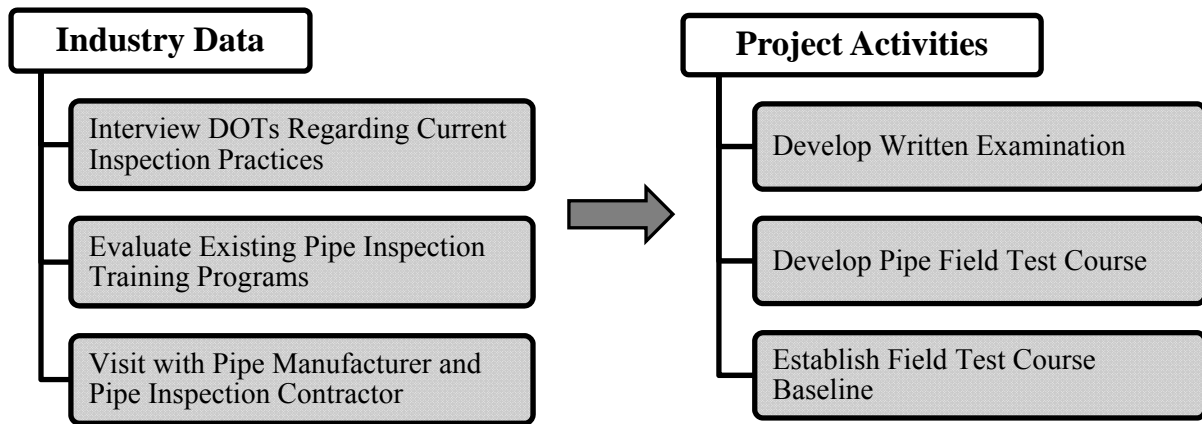 Industry Data
Interview DOTs Regarding Current
Inspection Practices
Evaluate Existing Pipe Inspection
Training Programs
Visit with Pipe Manufacturer and
Pipe Inspection Contractor
Project Activities
Develop Written Examination
Develop Pipe Field Test Course
Establish Field Test Course
Baseline